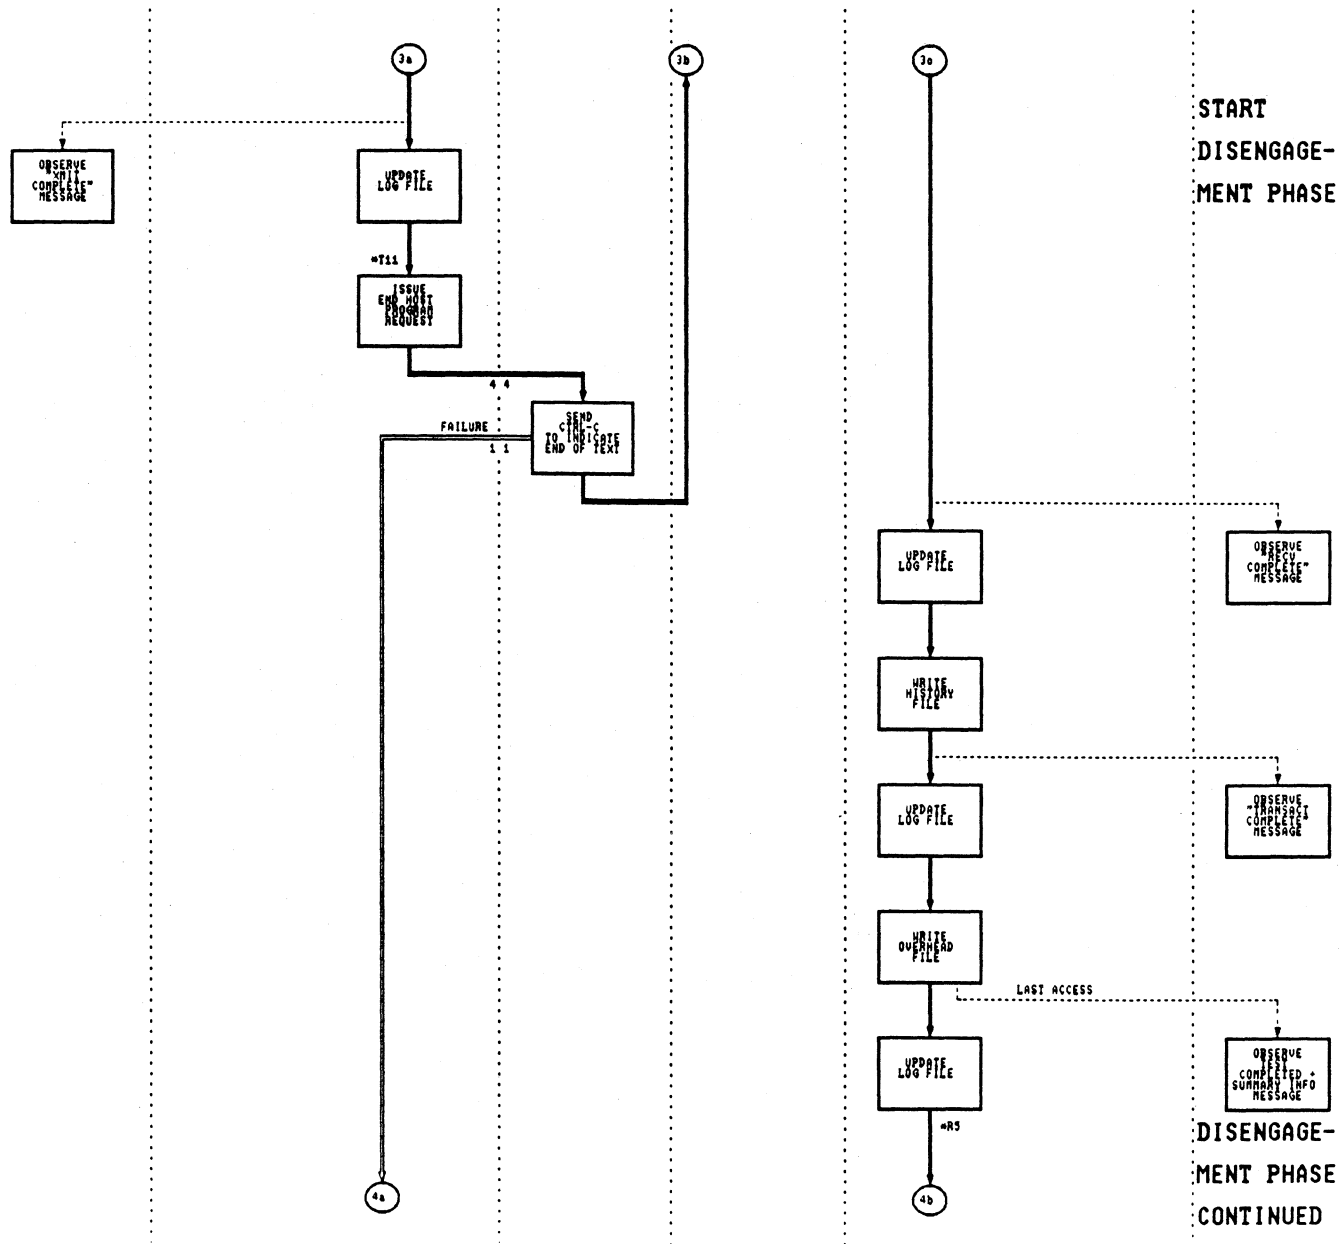 3a
3b
3c
START
DISENGAGE-
MENT PHASE
OBSERVE
"XMIT
COMPLETE"
MESSAGE
UPDATE
LOG FILE
*T11
ISSUE
END HOST
PROGRAM
REQUEST
4 4
SEND
CTRL-C
TO INDICATE
END OF TEXT
FAILURE
1 1
UPDATE
LOG FILE
OBSERVE
"RECV
COMPLETE"
MESSAGE
WRITE
HISTORY
FILE
UPDATE
LOG FILE
OBSERVE
"TRANSACT
COMPLETE"
MESSAGE
WRITE
OVERHEAD
FILE
LAST ACCESS
UPDATE
LOG FILE
OBSERVE
TEST
COMPLETED +
SUMMARY INFO
MESSAGE
*R5
DISENGAGE-
MENT PHASE
CONTINUED
4a
4b